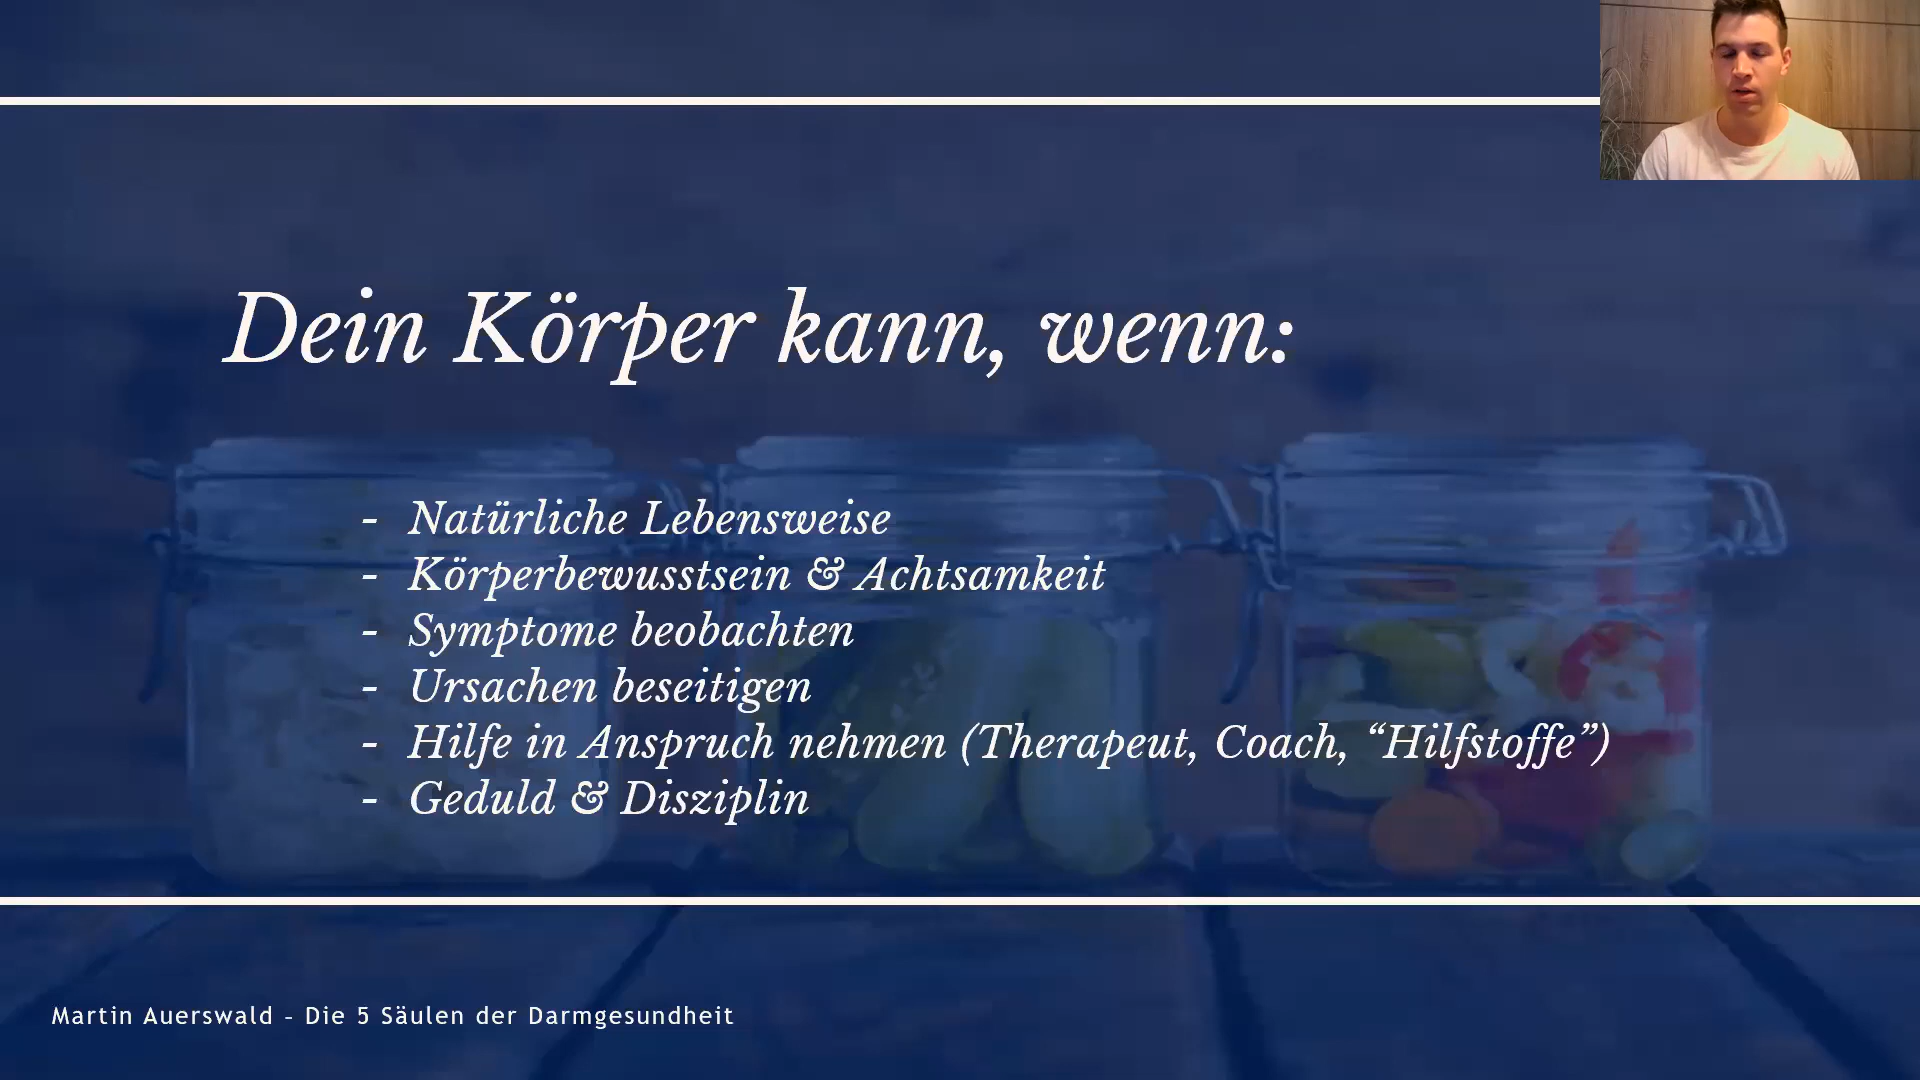 Dein Körper kann, wenn:
- Natürliche Lebensweise
- Körperbewusstsein & Achtsamkeit
- Symptome beobachten
- Ursachen beseitigen
- Hilfe in Anspruch nehmen (Therapeut, Coach, “Hilfstoffe”)
- Geduld & Disziplin
Martin Auerswald – Die 5 Säulen der Darmgesundheit